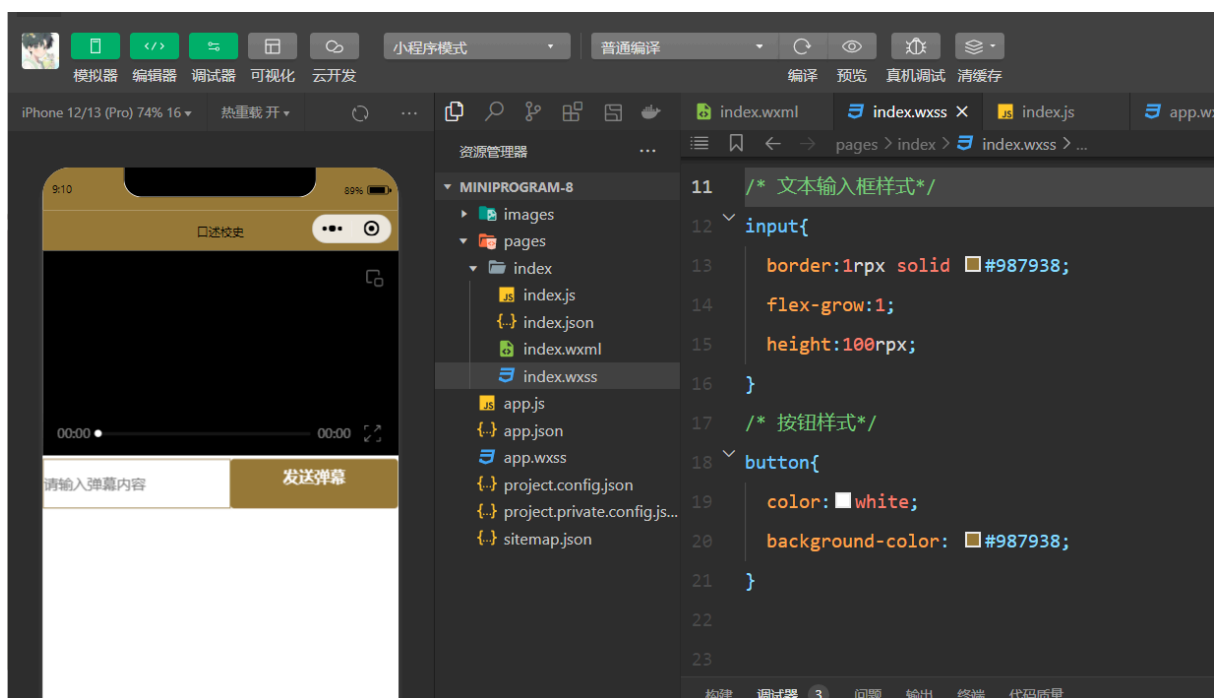 小程序模式
普通编译
模拟器 编辑器 调试器 可视化 云开发
编译 预览 真机调试 清缓存
iPhone 12/13 (Pro) 74% 16
热重载 开
9:10
89%
口述校史
00:00
00:00
请输入弹幕内容
发送弹幕
资源管理器
MINIPROGRAM-8
images
pages
index
JS index.js
{..} index.json
index.wxml
index.wxss
JS app.js
{..} app.json
app.wxss
{..} project.config.json
{..} project.private.config.js...
{..} sitemap.json
index.wxml
index.wxss
JS index.js
app.wx
pages > index > index.wxss > ...
11 /* 文本输入框样式*/
12 input{
13 border:1rpx solid #987938;
14 flex-grow:1;
15 height:100rpx;
16 }
17 /* 按钮样式*/
18 button{
19 color: white;
20 background-color: #987938;
21 }
22
23
构建 调试器 3 问题 输出 终端 代码质量